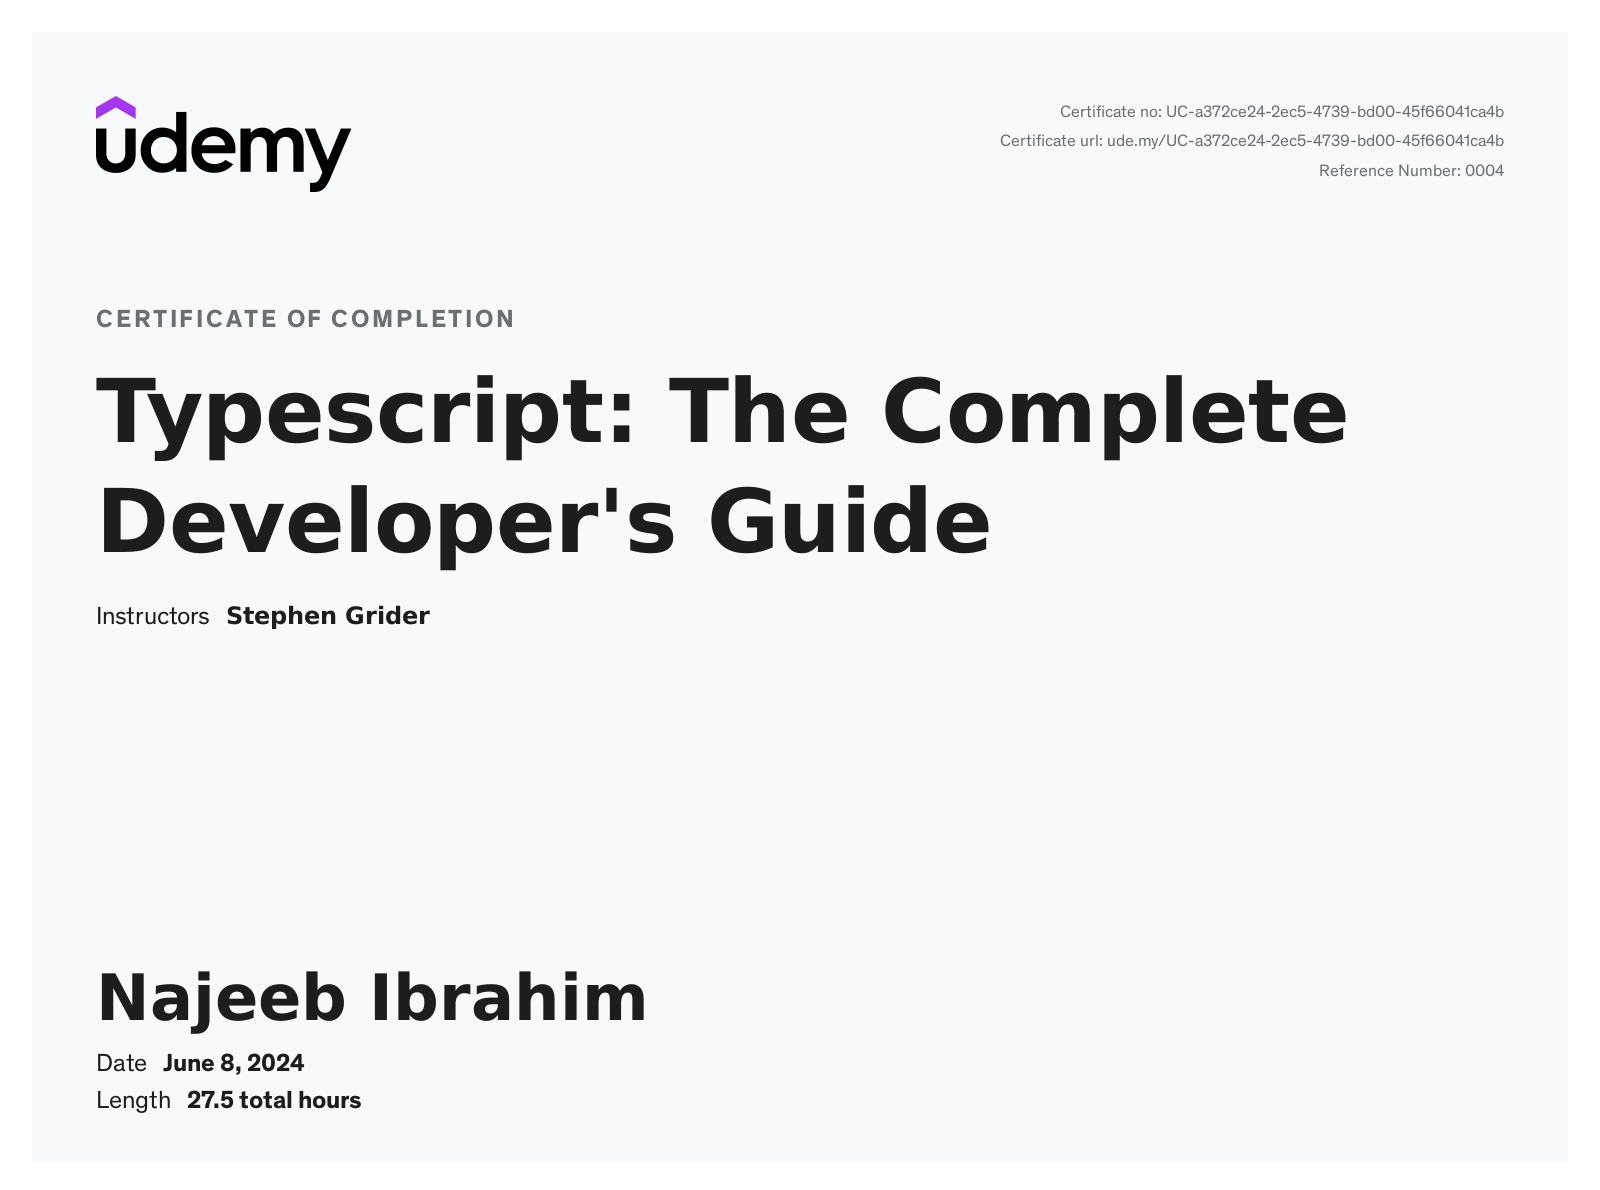 udemy
Certificate no: UC-a372ce24-2ec5-4739-bd00-45f66041ca4b
Certificate url: ude.my/UC-a372ce24-2ec5-4739-bd00-45f66041ca4b
Reference Number: 0004
CERTIFICATE OF COMPLETION
Typescript: The Complete
Developer's Guide
Instructors Stephen Grider
Najeeb Ibrahim
Date June 8, 2024
Length 27.5 total hours